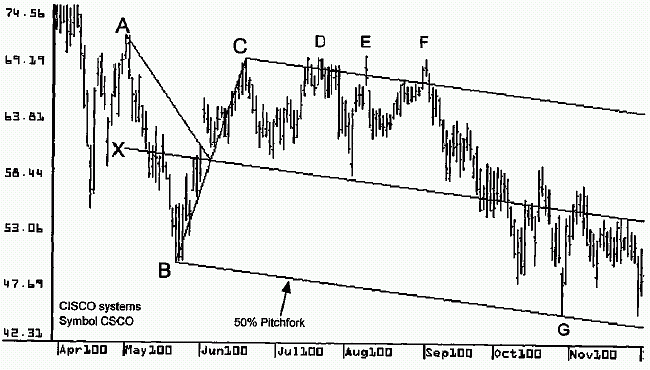 74.56
A
C
D
E
F
69.19
63.81
X
58.44
53.06
B
47.69
CISCO systems
Symbol CSCO
50% Pitchfork
42.31
G
Apr100 May100 Jun100 Jul100 Aug100 Sep100 Oct100 Nov100